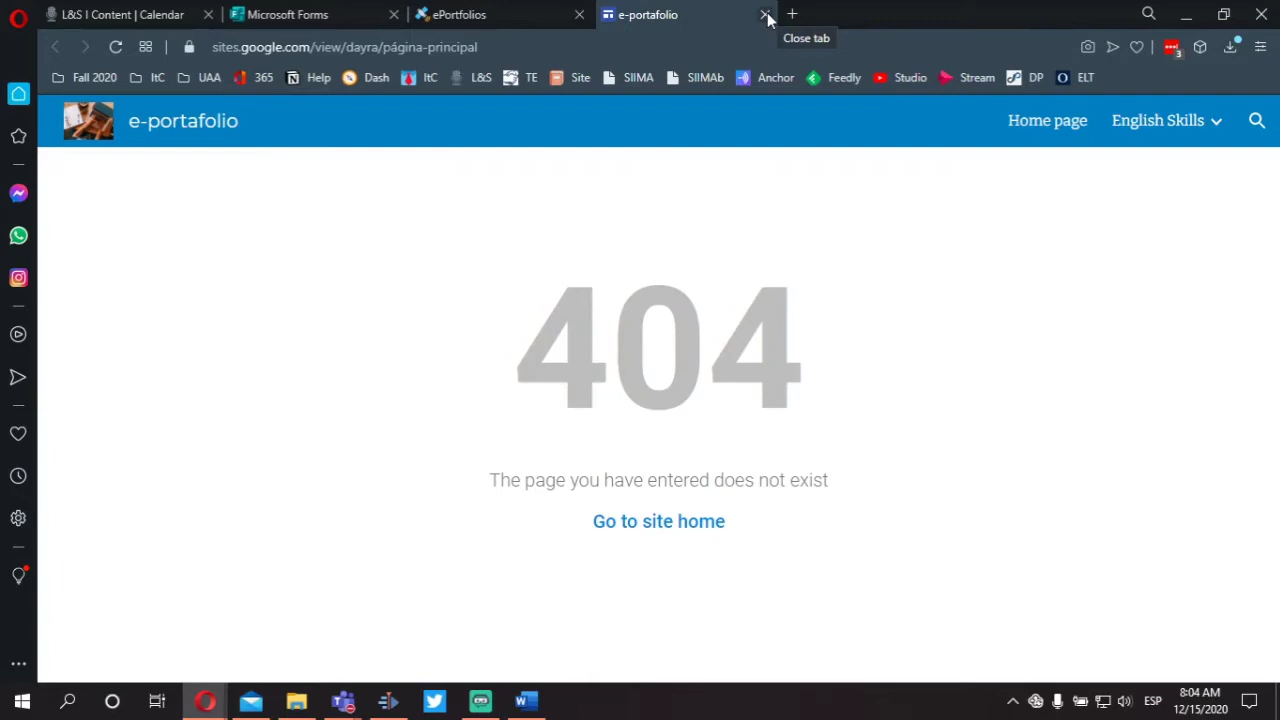 L&S I Content | Calendar
Microsoft Forms
ePortfolios
e-portafolio
Close tab
sites.google.com/view/dayra/página-principal
3
Fall 2020
ItC
UAA
365
Help
Dash
ItC
L&S
TE
Site
SIIMA
SIIMAb
Anchor
Feedly
Studio
Stream
DP
ELT
e-portafolio
Home page
English Skills
404
The page you have entered does not exist
Go to site home
ESP
8:04 AM
12/15/2020